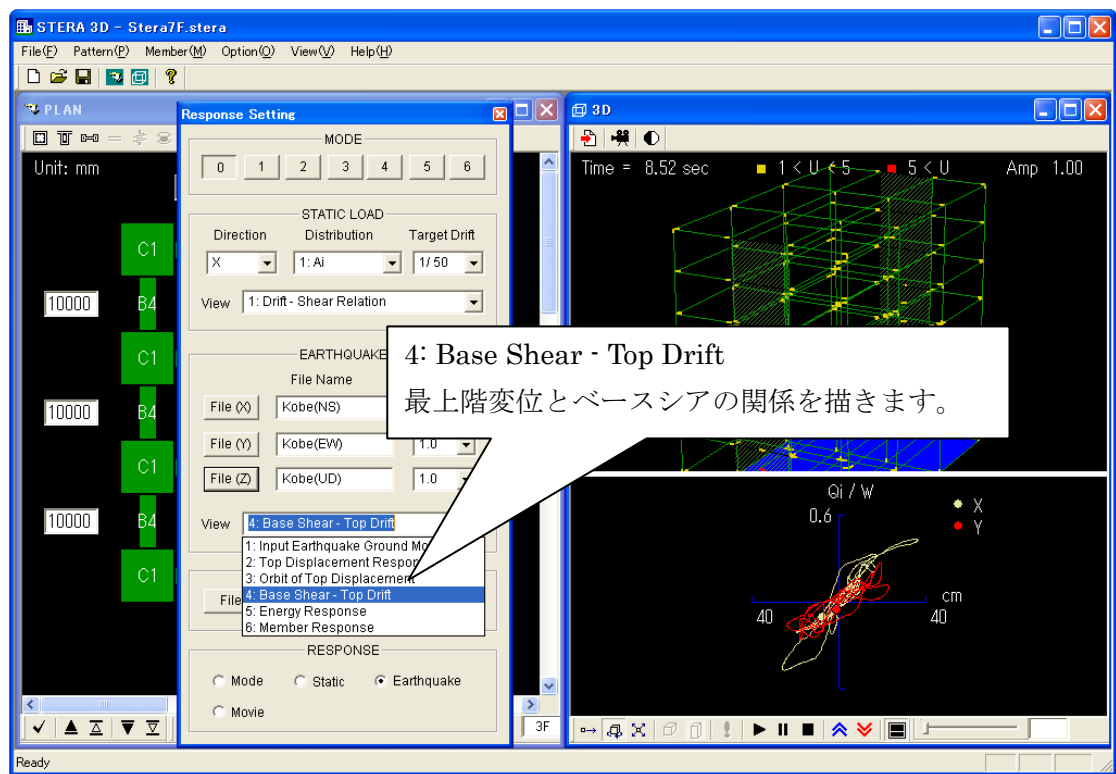 STERA 3D - Stera7F.stera
File(F) Pattern(P) Member(M) Option(O) View(V) Help(H)
PLAN
Unit: mm
C1
10000 B4
C1
10000 B4
C1
10000 B4
C1
3F
Response Setting
MODE
0 1 2 3 4 5 6
STATIC LOAD
Direction Distribution Target Drift
X 1: Ai 1/ 50
View 1: Drift - Shear Relation
EARTHQUAKE
File Name
File (X) Kobe(NS)
File (Y) Kobe(EW) 1.0
File (Z) Kobe(UD) 1.0
View 4: Base Shear - Top Drift
1: Input Earthquake Ground
2: Top Displacement
3: Orbit of Top Displacement
4: Base Shear - Top Drift
5: Energy Response
6: Member Response
File
RESPONSE
Mode Static Earthquake
Movie
4: Base Shear - Top Drift
最上階変位とベースシアの関係を描きます。
3D
Time = 8.52 sec 1 < U < 5 5 < U Amp 1.00
Qi / W
0.6
X
Y
cm
40 40
Ready